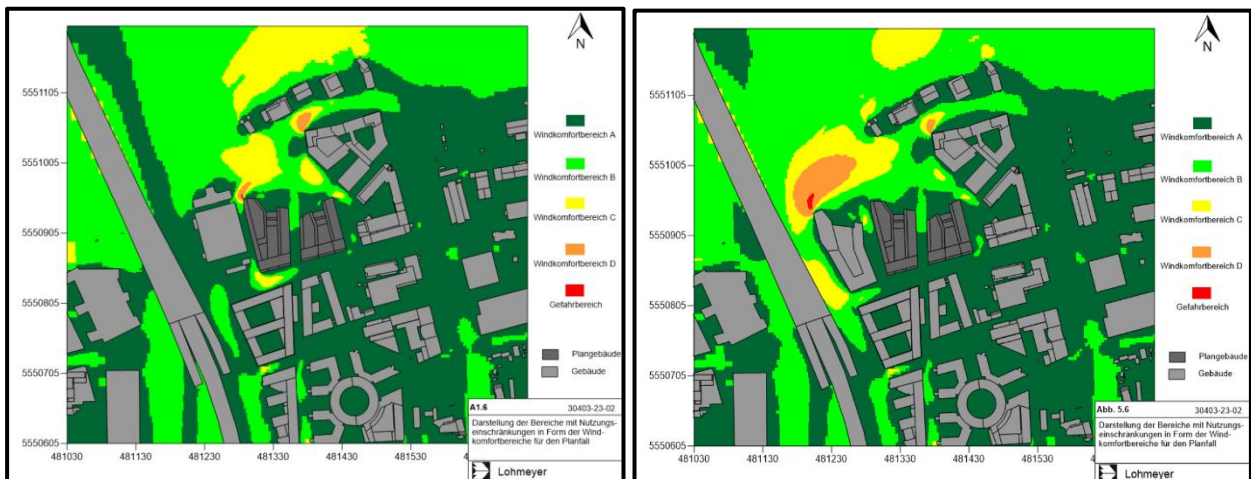 N
5551105
5551005
5550905
5550805
5550705
5550605
481030
481130
481230
481330
481430
481530
Windkomfortbereich A
Windkomfortbereich B
Windkomfortbereich C
Windkomfortbereich D
Gefahrbereich
Plangebäude
Gebäude
A1.6 30403-23-02
Darstellung der Bereiche mit Nutzungs-
einschränkungen in Form der Wind-
komfortbereiche für den Planfall
Lohmeyer
N
5551105
5551005
5550905
5550805
5550705
5550605
481030
481130
481230
481330
481430
481530
Windkomfortbereich A
Windkomfortbereich B
Windkomfortbereich C
Windkomfortbereich D
Gefahrbereich
Plangebäude
Gebäude
Abb. 5.6 30403-23-02
Darstellung der Bereiche mit Nutzungs-
einschränkungen in Form der Wind-
komfortbereiche für den Planfall
Lohmeyer